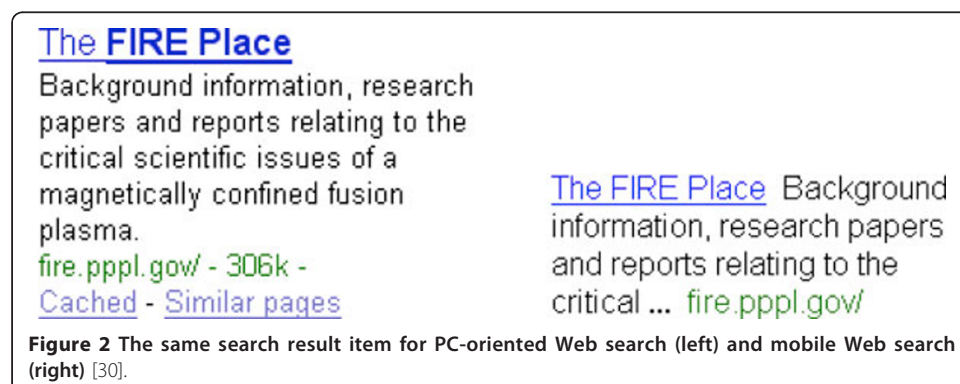 The FIRE Place
Background information, research
papers and reports relating to the
critical scientific issues of a
magnetically confined fusion
plasma.
fire.pppl.gov/ - 306k -
Cached - Similar pages
The FIRE Place Background
information, research papers
and reports relating to the
critical ... fire.pppl.gov/
Figure 2 The same search result item for PC-oriented Web search (left) and mobile Web search
(right) [30].